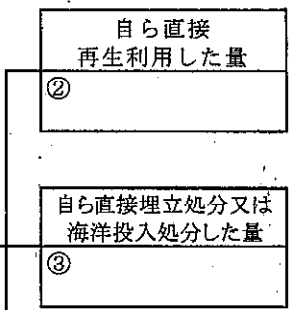 自ら直接
再生利用した量
②
自ら直接埋立処分又は
海洋投入処分した量
③